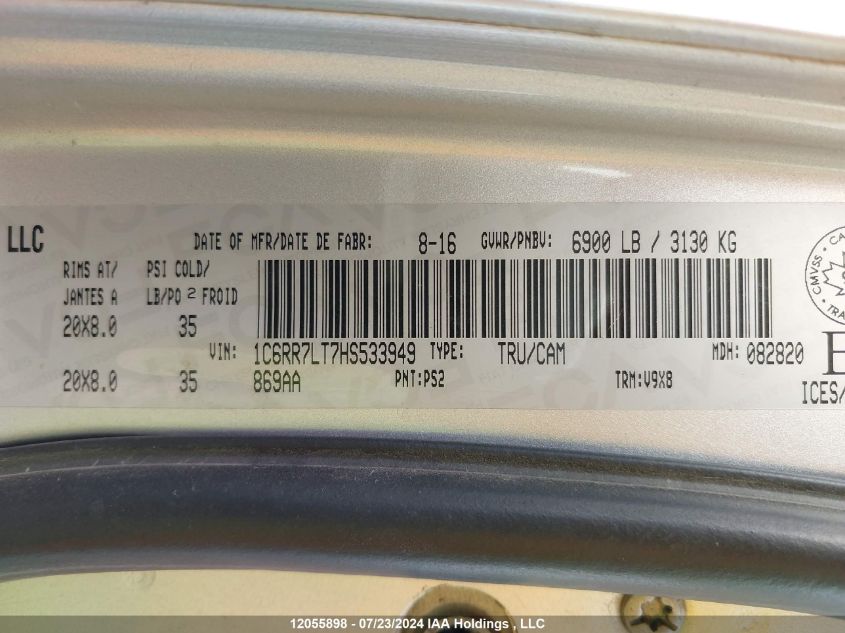 LLC DATE OF MFR/DATE DE FABR: 8-16 GVWR/PNBV: 6900 LB / 3130 KG
RIMS AT/ PSI COLD/
JANTES A LB/PO 2 FROID
20X8.0 35
VIN: 1C6RR7LT7HS533949 TYPE: TRU/CAM MDH: 082820
20X8.0 35 869AA PNT:PS2 TRM:V9X8
ICES/
CMVSS
12055898 - 07/23/2024 IAA Holdings , LLC